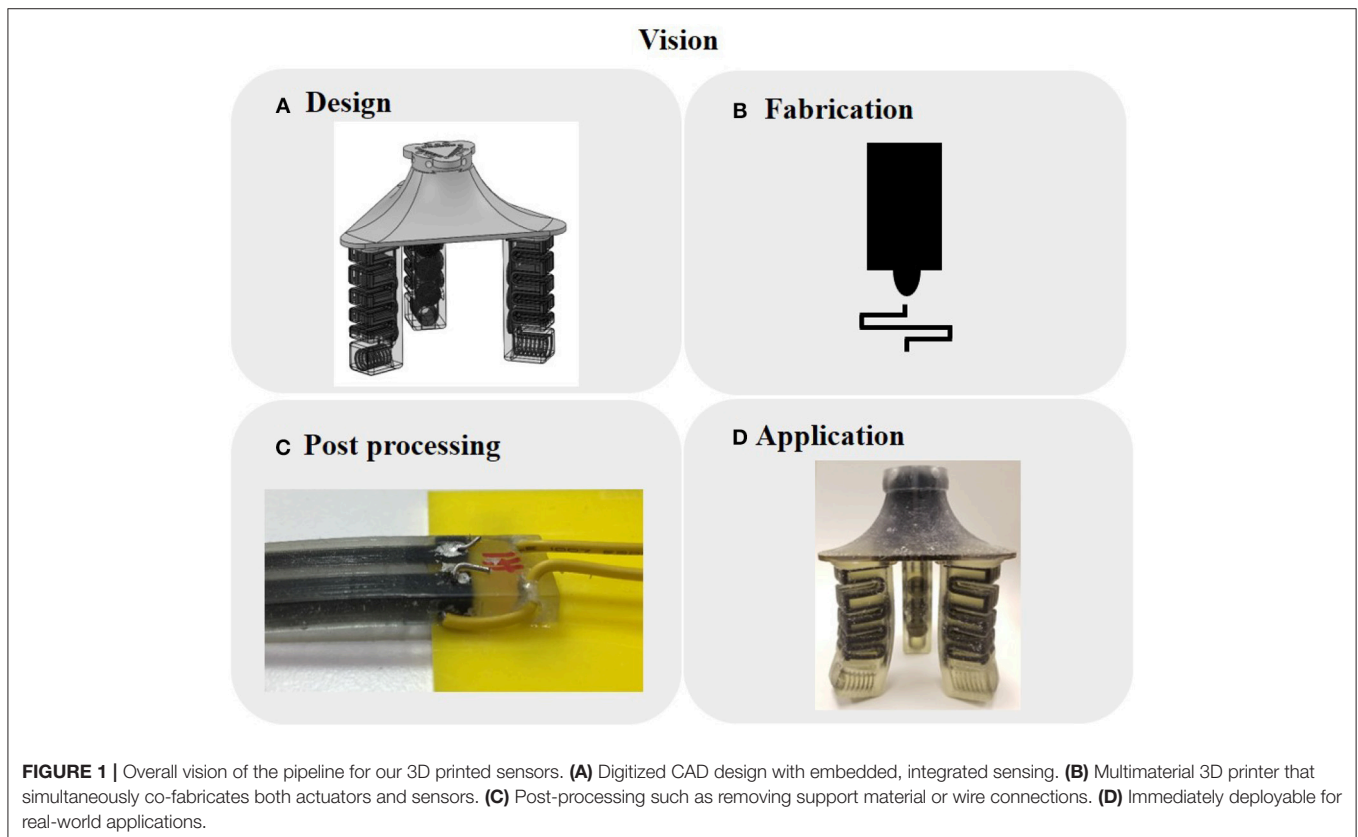 Vision
A Design
B Fabrication
C Post processing
D Application
FIGURE 1 | Overall vision of the pipeline for our 3D printed sensors. (A) Digitized CAD design with embedded, integrated sensing. (B) Multimaterial 3D printer that
simultaneously co-fabricates both actuators and sensors. (C) Post-processing such as removing support material or wire connections. (D) Immediately deployable for
real-world applications.